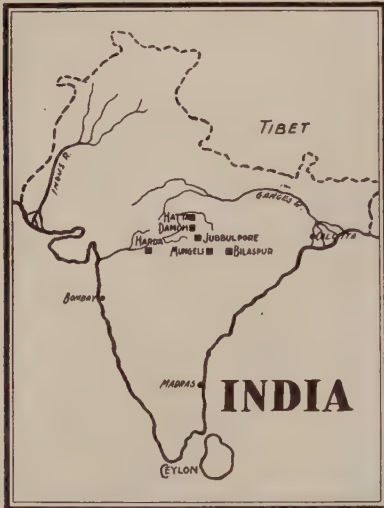 TIBET
INDUS R.
GANGES R.
HATTA
DAMOH
JUBBULPORE
HARDA
MUNGELI
BILASPUR
CALCUTTA
BOMBAY
MADRAS
INDIA
CEYLON